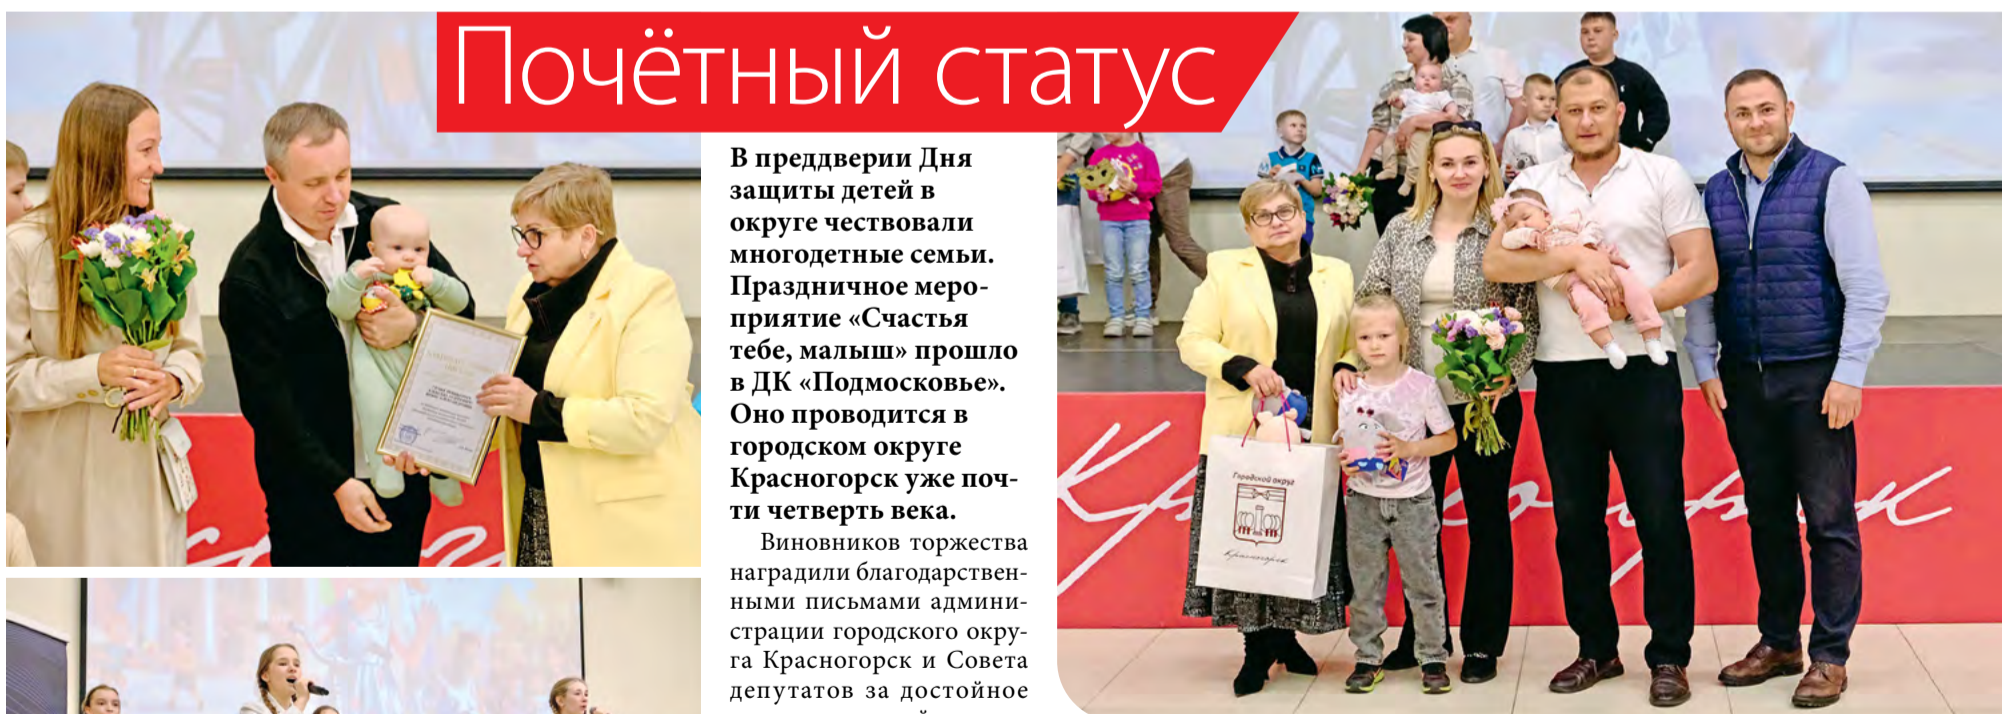 Почётный статус
В преддверии Дня
защиты детей в
округе чествовали
многодетные семьи.
Праздничное меро-
приятие «Счастья
тебе, малыш» прошло
в ДК «Подмосковье».
Оно проводится в
городском округе
Красногорск уже поч-
ти четверть века.
Виновников торжества
наградили благодарствен-
ными письмами админи-
страции городского окру-
га Красногорск и Совета
депутатов за достойное
Городской округ
Красногорск